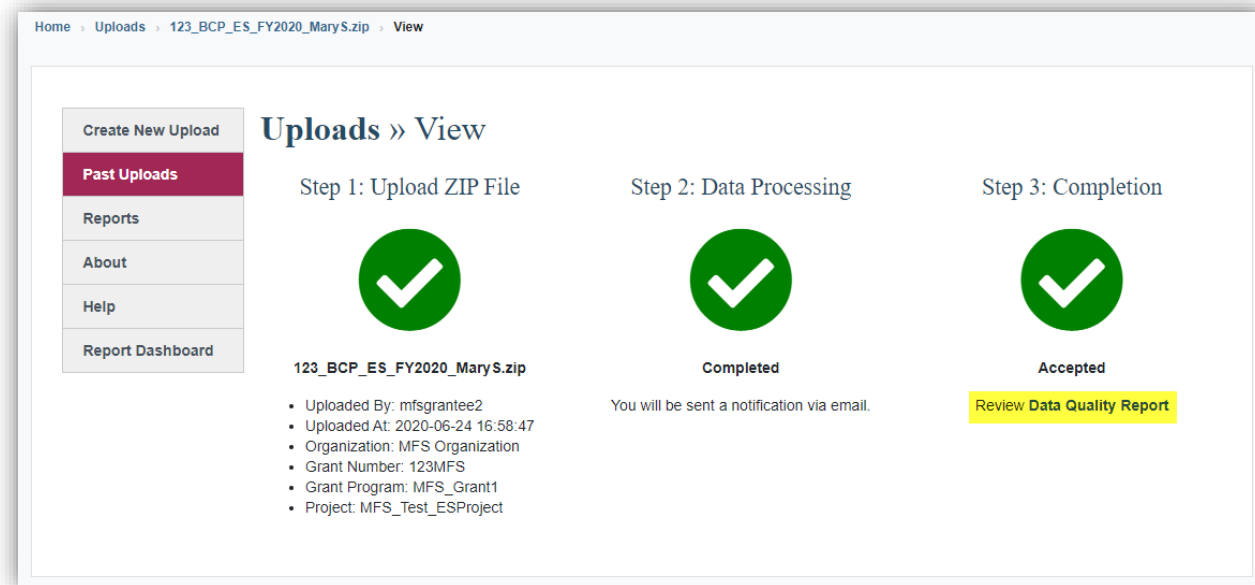 Home › Uploads › 123_BCP_ES_FY2020_MaryS.zip › View
Create New Upload
Past Uploads
Reports
About
Help
Report Dashboard
Uploads » View
Step 1: Upload ZIP File
123_BCP_ES_FY2020_MaryS.zip
• Uploaded By: mfsgrantee2
• Uploaded At: 2020-06-24 16:58:47
• Organization: MFS Organization
• Grant Number: 123MFS
• Grant Program: MFS_Grant1
• Project: MFS_Test_ESProject
Step 2: Data Processing
Completed
You will be sent a notification via email.
Step 3: Completion
Accepted
Review Data Quality Report